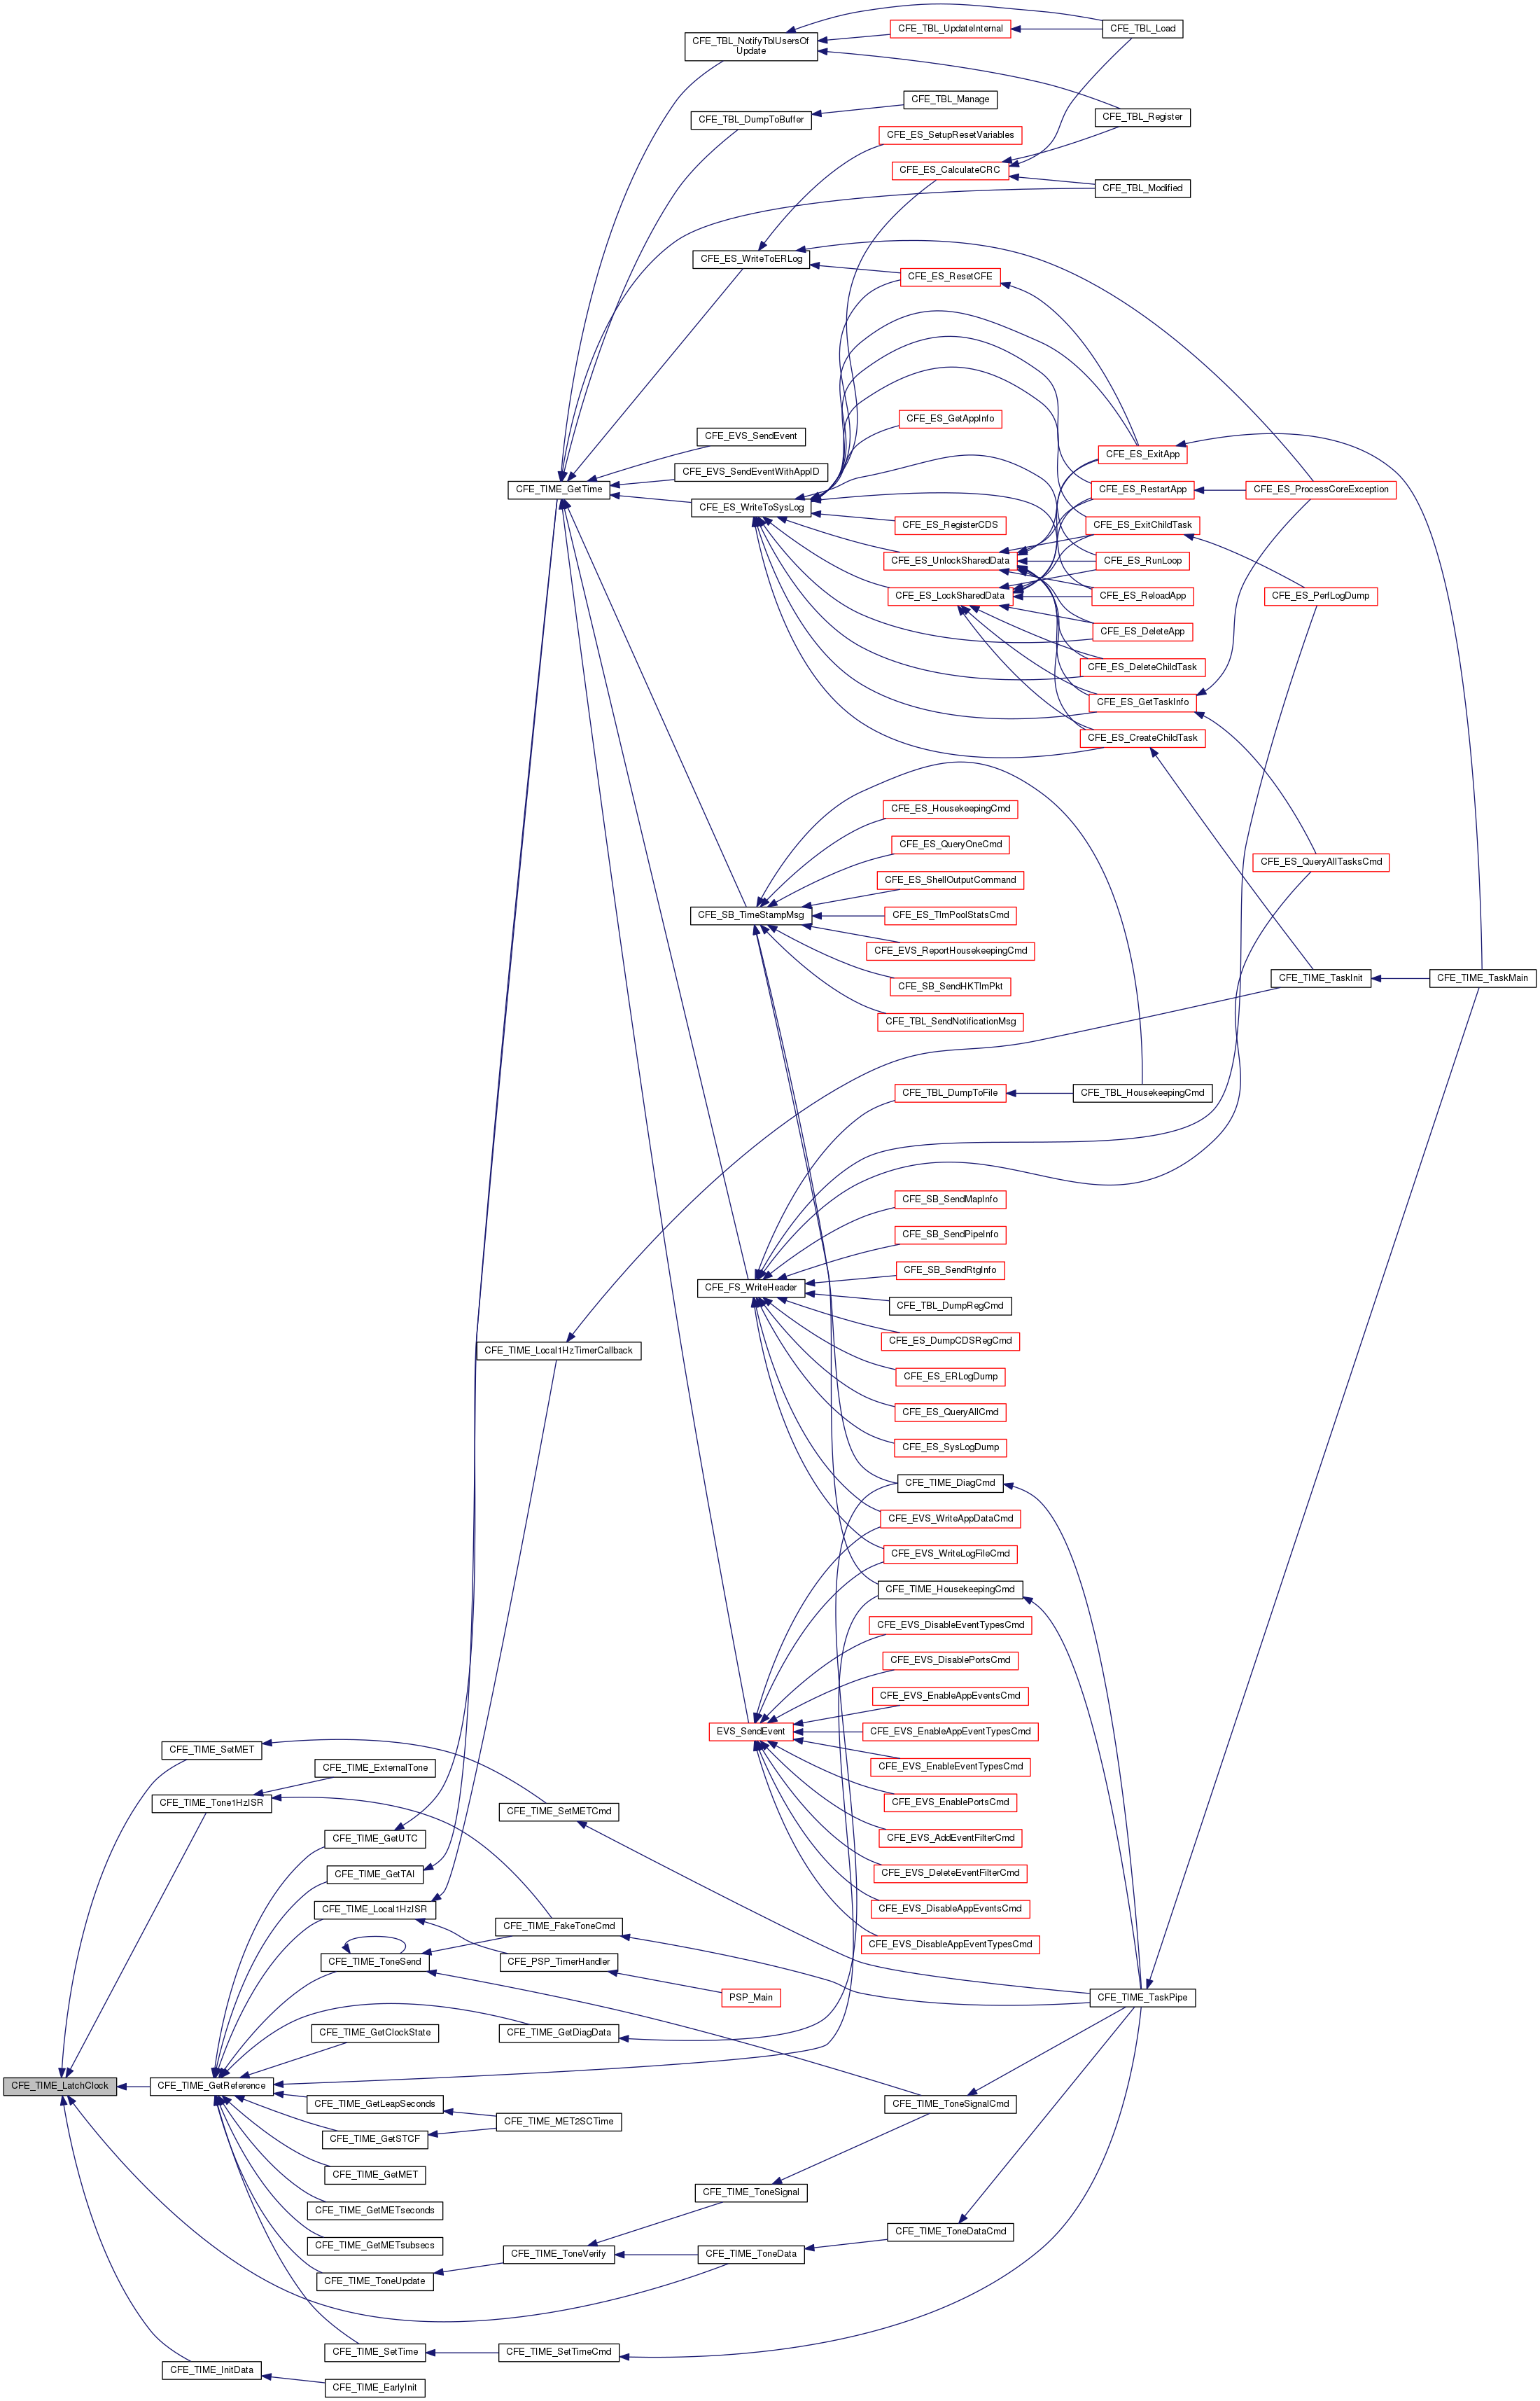 CFE_TBL_NotifyTblUsersOf
Update
CFE_TBL_UpdateInternal
CFE_TBL_Load
CFE_TBL_DumpToBuffer
CFE_TBL_Manage
CFE_TBL_Register
CFE_ES_SetupResetVariables
CFE_ES_CalculateCRC
CFE_TBL_Modified
CFE_ES_WriteToERLog
CFE_ES_ResetCFE
CFE_ES_GetAppInfo
CFE_EVS_SendEvent
CFE_ES_ExitApp
CFE_EVS_SendEventWithAppID
CFE_TIME_GetTime
CFE_ES_RestartApp
CFE_ES_ProcessCoreException
CFE_ES_WriteToSysLog
CFE_ES_RegisterCDS
CFE_ES_ExitChildTask
CFE_ES_UnlockSharedData
CFE_ES_RunLoop
CFE_ES_LockSharedData
CFE_ES_ReloadApp
CFE_ES_PerfLogDump
CFE_ES_DeleteApp
CFE_ES_DeleteChildTask
CFE_ES_GetTaskInfo
CFE_ES_CreateChildTask
CFE_ES_HousekeepingCmd
CFE_ES_QueryOneCmd
CFE_ES_QueryAllTasksCmd
CFE_ES_ShellOutputCommand
CFE_SB_TimeStampMsg
CFE_ES_TlmPoolStatsCmd
CFE_EVS_ReportHousekeepingCmd
CFE_SB_SendHKTlmPkt
CFE_TIME_TaskInit
CFE_TIME_TaskMain
CFE_TBL_SendNotificationMsg
CFE_TBL_DumpToFile
CFE_TBL_HousekeepingCmd
CFE_SB_SendMapInfo
CFE_SB_SendPipeInfo
CFE_SB_SendRtgInfo
CFE_FS_WriteHeader
CFE_TBL_DumpRegCmd
CFE_ES_DumpCDSRegCmd
CFE_TIME_Local1HzTimerCallback
CFE_ES_ERLogDump
CFE_ES_QueryAllCmd
CFE_ES_SysLogDump
CFE_TIME_DiagCmd
CFE_EVS_WriteAppDataCmd
CFE_EVS_WriteLogFileCmd
CFE_TIME_HousekeepingCmd
CFE_EVS_DisableEventTypesCmd
CFE_EVS_DisablePortsCmd
CFE_EVS_EnableAppEventsCmd
EVS_SendEvent
CFE_EVS_EnableAppEventTypesCmd
CFE_TIME_SetMET
CFE_EVS_EnableEventTypesCmd
CFE_TIME_ExternalTone
CFE_TIME_Tone1HzISR
CFE_EVS_EnablePortsCmd
CFE_TIME_SetMETCmd
CFE_TIME_GetUTC
CFE_EVS_AddEventFilterCmd
CFE_TIME_GetTAI
CFE_EVS_DeleteEventFilterCmd
CFE_TIME_Local1HzISR
CFE_EVS_DisableAppEventsCmd
CFE_TIME_FakeToneCmd
CFE_EVS_DisableAppEventTypesCmd
CFE_TIME_ToneSend
CFE_PSP_TimerHandler
PSP_Main
CFE_TIME_TaskPipe
CFE_TIME_GetClockState
CFE_TIME_GetDiagData
CFE_TIME_LatchClock
CFE_TIME_GetReference
CFE_TIME_GetLeapSeconds
CFE_TIME_ToneSignalCmd
CFE_TIME_MET2SCTime
CFE_TIME_GetSTCF
CFE_TIME_GetMET
CFE_TIME_ToneSignal
CFE_TIME_GetMETseconds
CFE_TIME_ToneDataCmd
CFE_TIME_GetMETsubsecs
CFE_TIME_ToneVerify
CFE_TIME_ToneData
CFE_TIME_ToneUpdate
CFE_TIME_SetTime
CFE_TIME_SetTimeCmd
CFE_TIME_InitData
CFE_TIME_EarlyInit